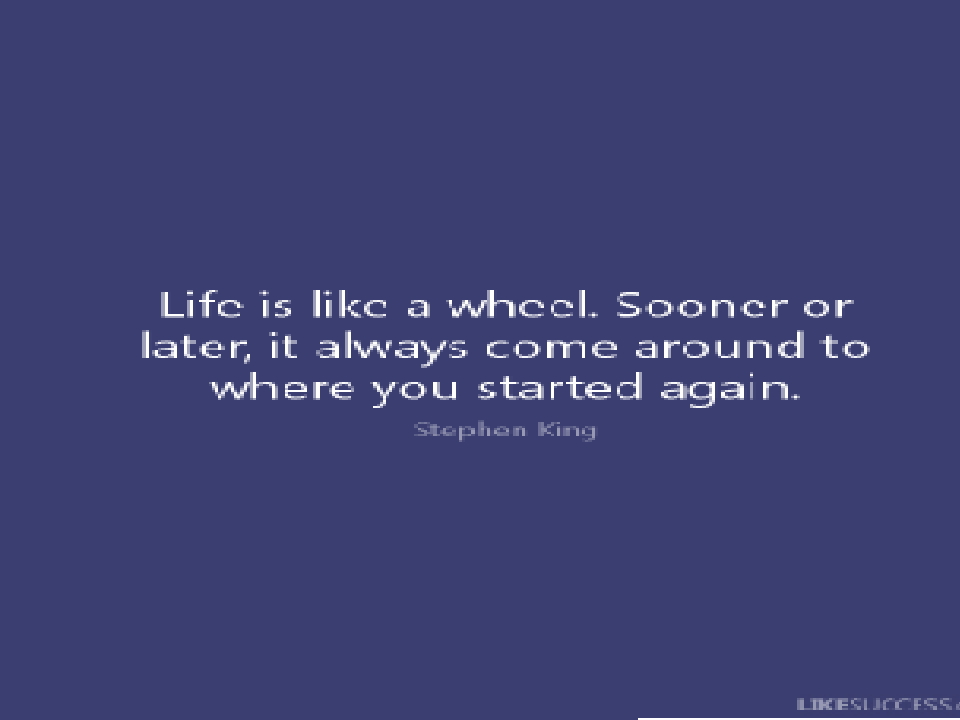 Life is like a wheel. Sooner or
later, it always come around to
where you started again.
Stephen King
LIKESUCCESS